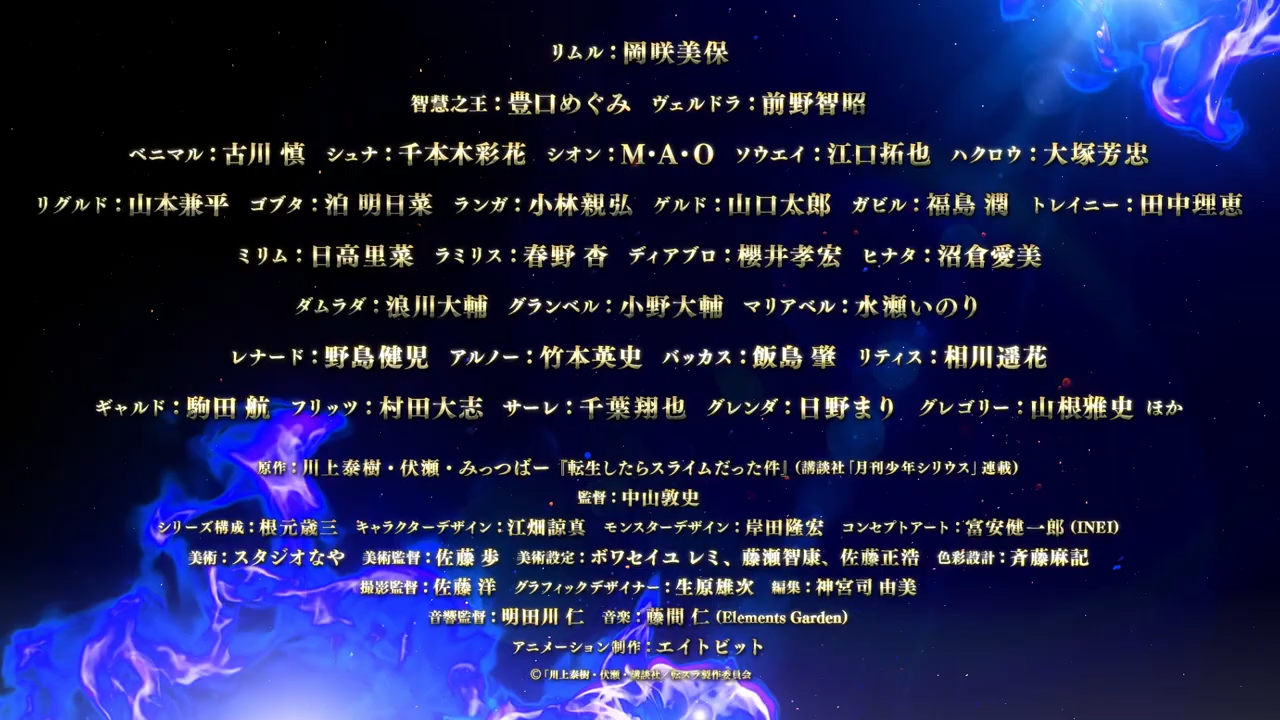 リムル：岡咲美保
智慧之王：豊口めぐみ　ヴェルドラ：前野智昭
ベニマル：古川 慎　シュナ：千本木彩花　シオン：M・A・O　ソウエイ：江口拓也　ハクロウ：大塚芳忠
リグルド：山本兼平　ゴブタ：泊 明日菜　ランガ：小林親弘　ゲルド：山口太郎　ガビル：福島 潤　トレイニー：田中理恵
ミリム：日高里菜　ラミリス：春野 杏　ディアブロ：櫻井孝宏　ヒナタ：沼倉愛美
ダムラダ：浪川大輔　グランベル：小野大輔　マリアベル：水瀬いのり
レナード：野島健児　アルノー：竹本英史　バッカス：飯島 肇　リティス：相川遥花
ギャルド：駒田 航　フリッツ：村田大志　サーレ：千葉翔也　グレンダ：日野まり　グレゴリー：山根雅史 ほか
原作：川上泰樹・伏瀬・みっつばー『転生したらスライムだった件』（講談社「月刊少年シリウス」連載）
監督：中山敦史
シリーズ構成：根元歳三　キャラクターデザイン：江畑諒真　モンスターデザイン：岸田隆宏　コンセプトアート：富安健一郎（INEI）
美術：スタジオなや　美術監督：佐藤 歩　美術設定：ボワセイユ レミ、藤瀬智康、佐藤正浩　色彩設計：斉藤麻記
撮影監督：佐藤 洋　グラフィックデザイナー：生原雄次　編集：神宮司 由美
音響監督：明田川 仁　音楽：藤間 仁（Elements Garden）
アニメーション制作：エイトビット
©「川上泰樹・伏瀬・講談社／転スラ製作委員会